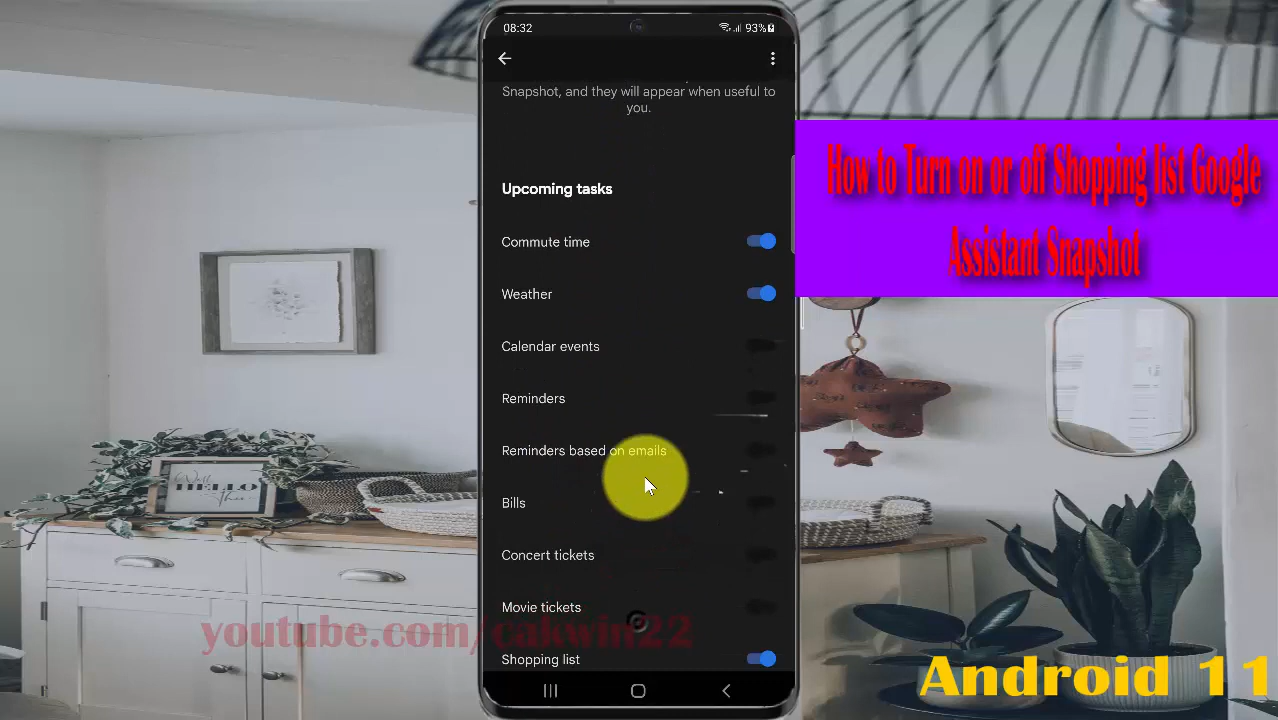 08:32
93%
Snapshot, and they will appear when useful to
you.
Upcoming tasks
Commute time
Weather
Calendar events
Reminders
Reminders based on emails
Bills
Concert tickets
Movie tickets
Shopping list
How to Turn on or off Shopping list Google
Assistant Snapshot
HELLO
youtube.com/cakwin22
Android 11